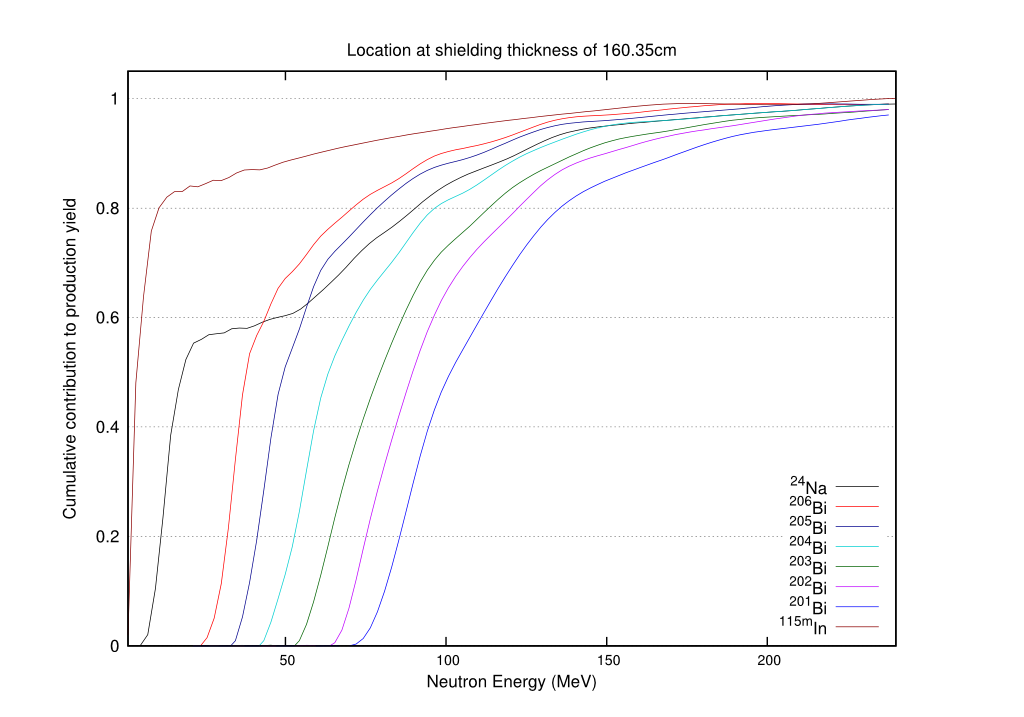 Location at shielding thickness of 160.35cm
Cumulative contribution to production yield
1
0.8
0.6
0.4
0.2
0
50 100 150 200
Neutron Energy (MeV)
24Na
206Bi
205Bi
204Bi
203Bi
202Bi
201Bi
115mIn